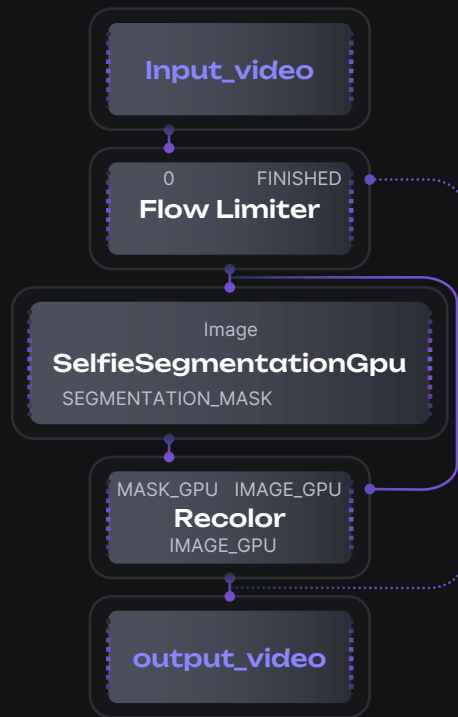 Input_video
0 FINISHED
Flow Limiter
Image
SelfieSegmentationGpu
SEGMENTATION_MASK
MASK_GPU IMAGE_GPU
Recolor
IMAGE_GPU
output_video